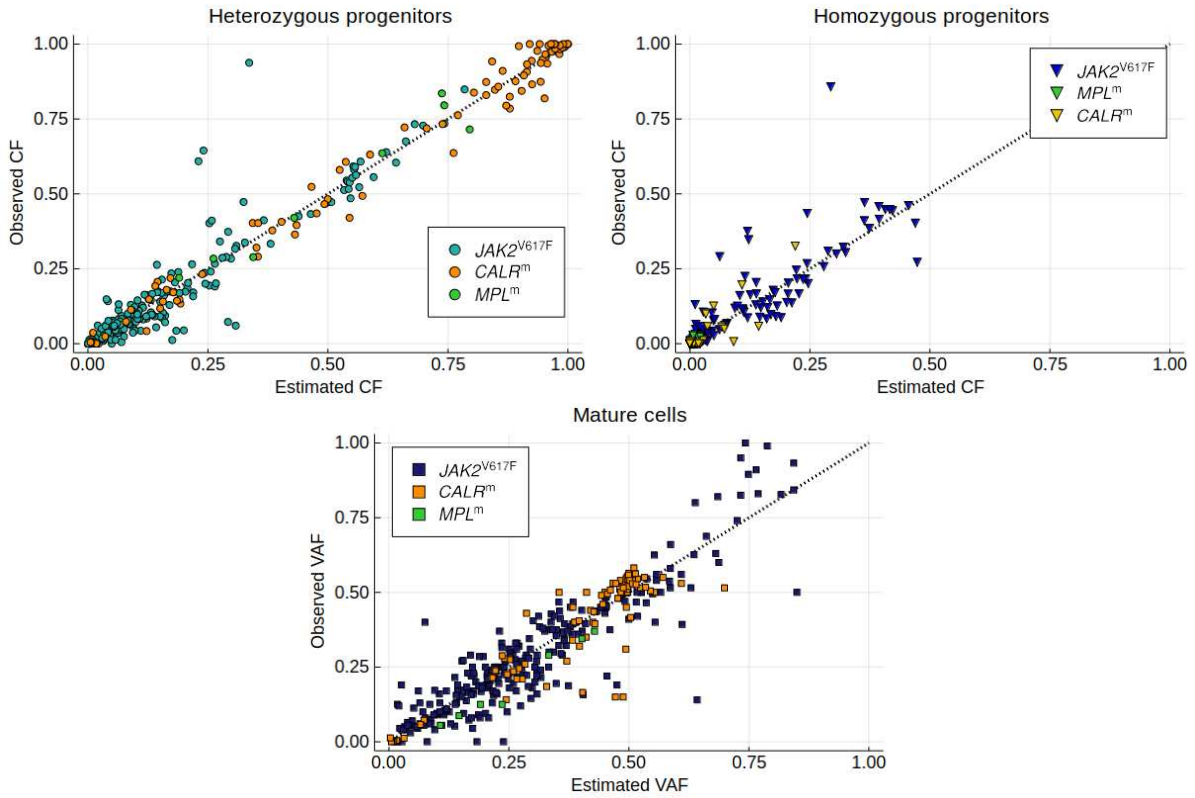 Heterozygous progenitors
1.00
0.75
0.50
0.25
0.00
Observed CF
JAK2V617F
CALRm
MPLm
0.00 0.25 0.50 0.75 1.00
Estimated CF
Homozygous progenitors
1.00
0.75
0.50
0.25
0.00
Observed CF
JAK2V617F
MPLm
CALRm
0.00 0.25 0.50 0.75 1.00
Estimated CF
Mature cells
1.00
0.75
0.50
0.25
0.00
Observed VAF
JAK2V617F
CALRm
MPLm
0.00 0.25 0.50 0.75 1.00
Estimated VAF